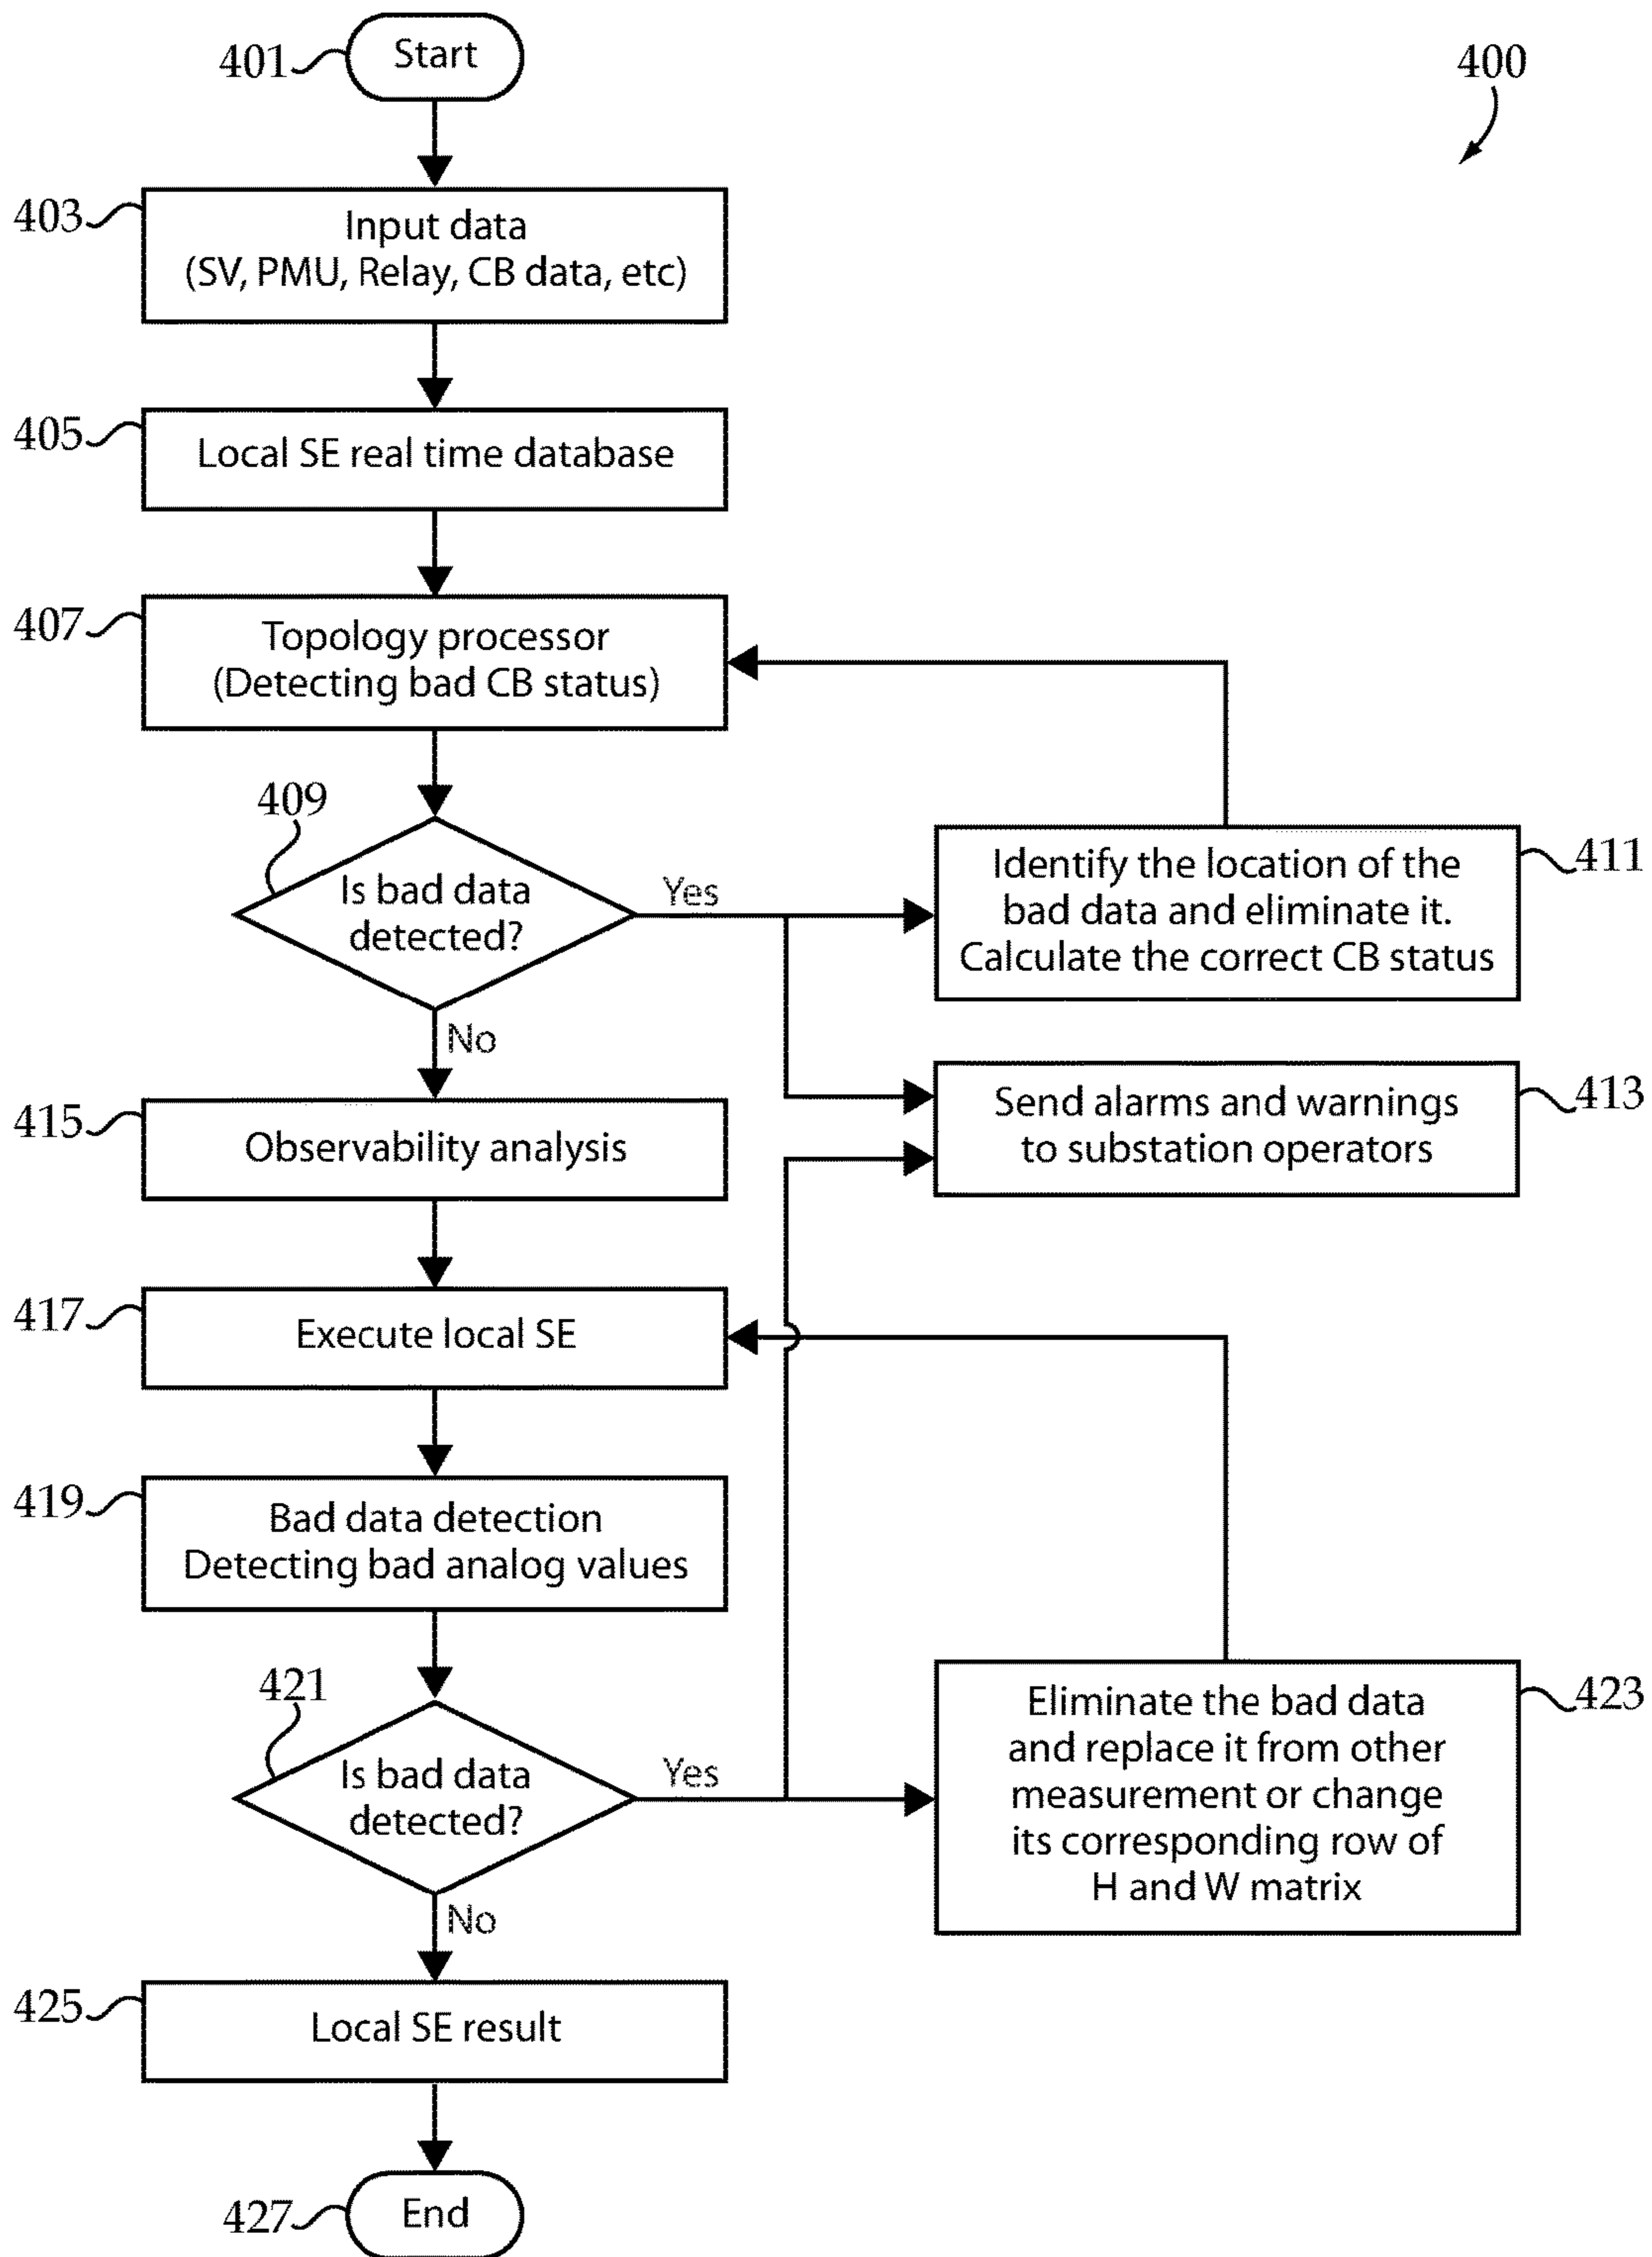 401
Start
400
403
Input data
(SV, PMU, Relay, CB data, etc)
405
Local SE real time database
407
Topology processor
(Detecting bad CB status)
409
Is bad data
detected?
Yes
No
411
Identify the location of the
bad data and eliminate it.
Calculate the correct CB status
413
Send alarms and warnings
to substation operators
415
Observability analysis
417
Execute local SE
419
Bad data detection
Detecting bad analog values
421
Is bad data
detected?
Yes
No
423
Eliminate the bad data
and replace it from other
measurement or change
its corresponding row of
H and W matrix
425
Local SE result
427
End